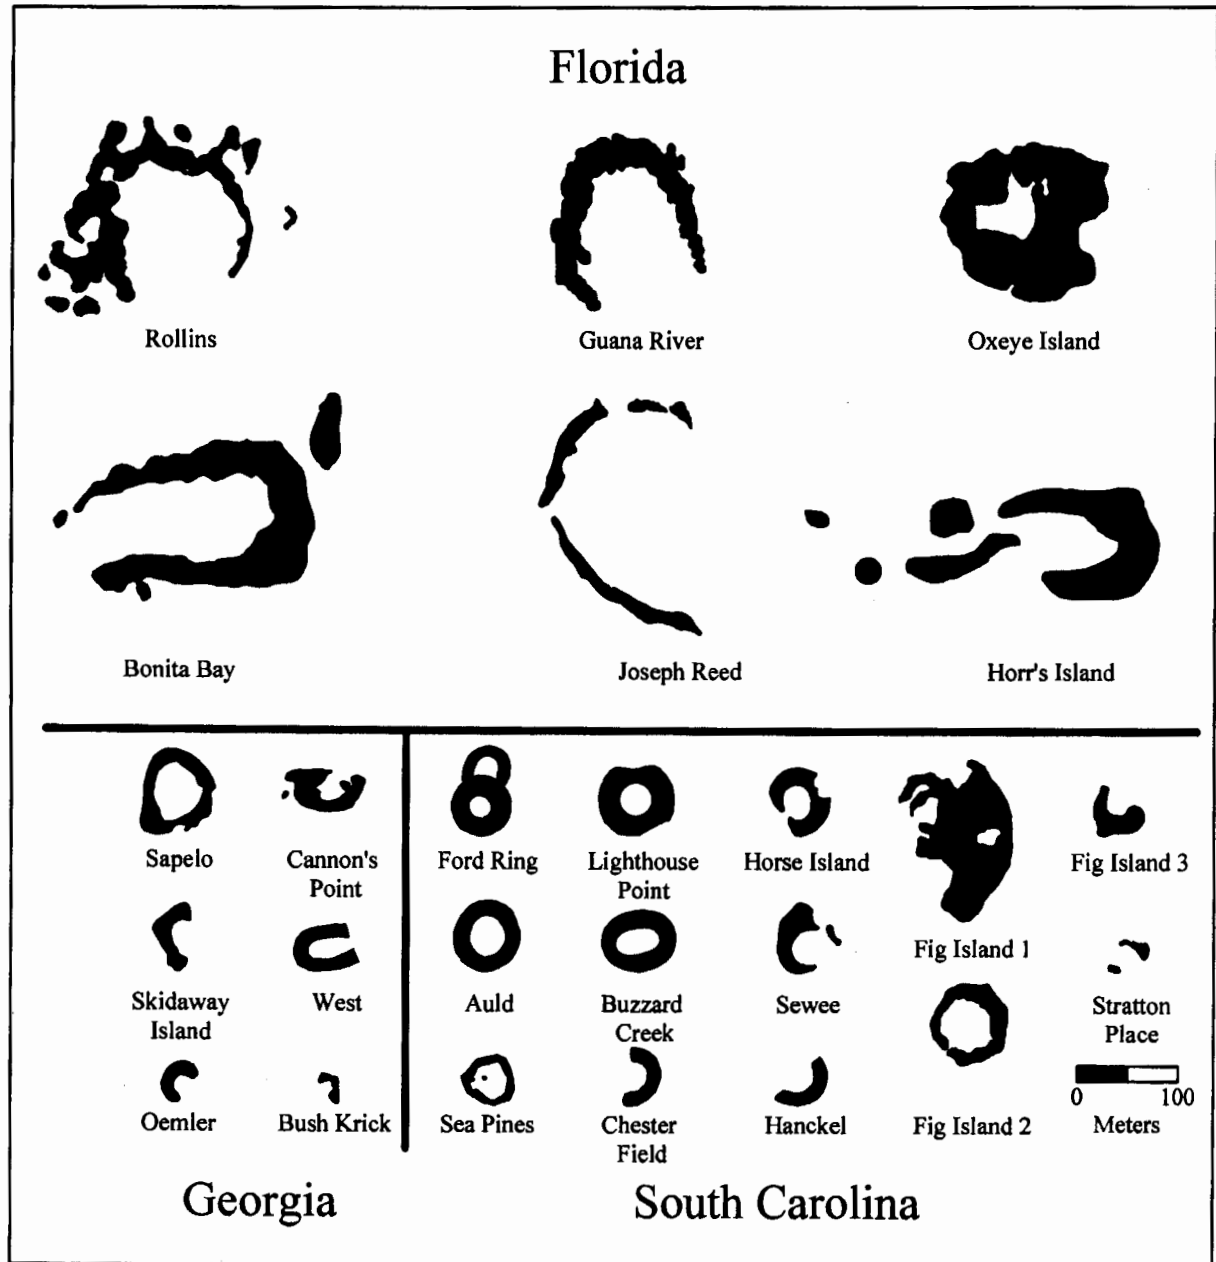 Florida
Rollins
Guana River
Oxeye Island
Bonita Bay
Joseph Reed
Horr's Island
Sapelo
Cannon's
Point
Ford Ring
Lighthouse
Point
Horse Island
Fig Island 1
Fig Island 3
Skidaway
Island
West
Auld
Buzzard
Creek
Sewee
Stratton
Place
Oemler
Bush Krick
Sea Pines
Chester
Field
Hanckel
Fig Island 2
0 100
Meters
Georgia
South Carolina